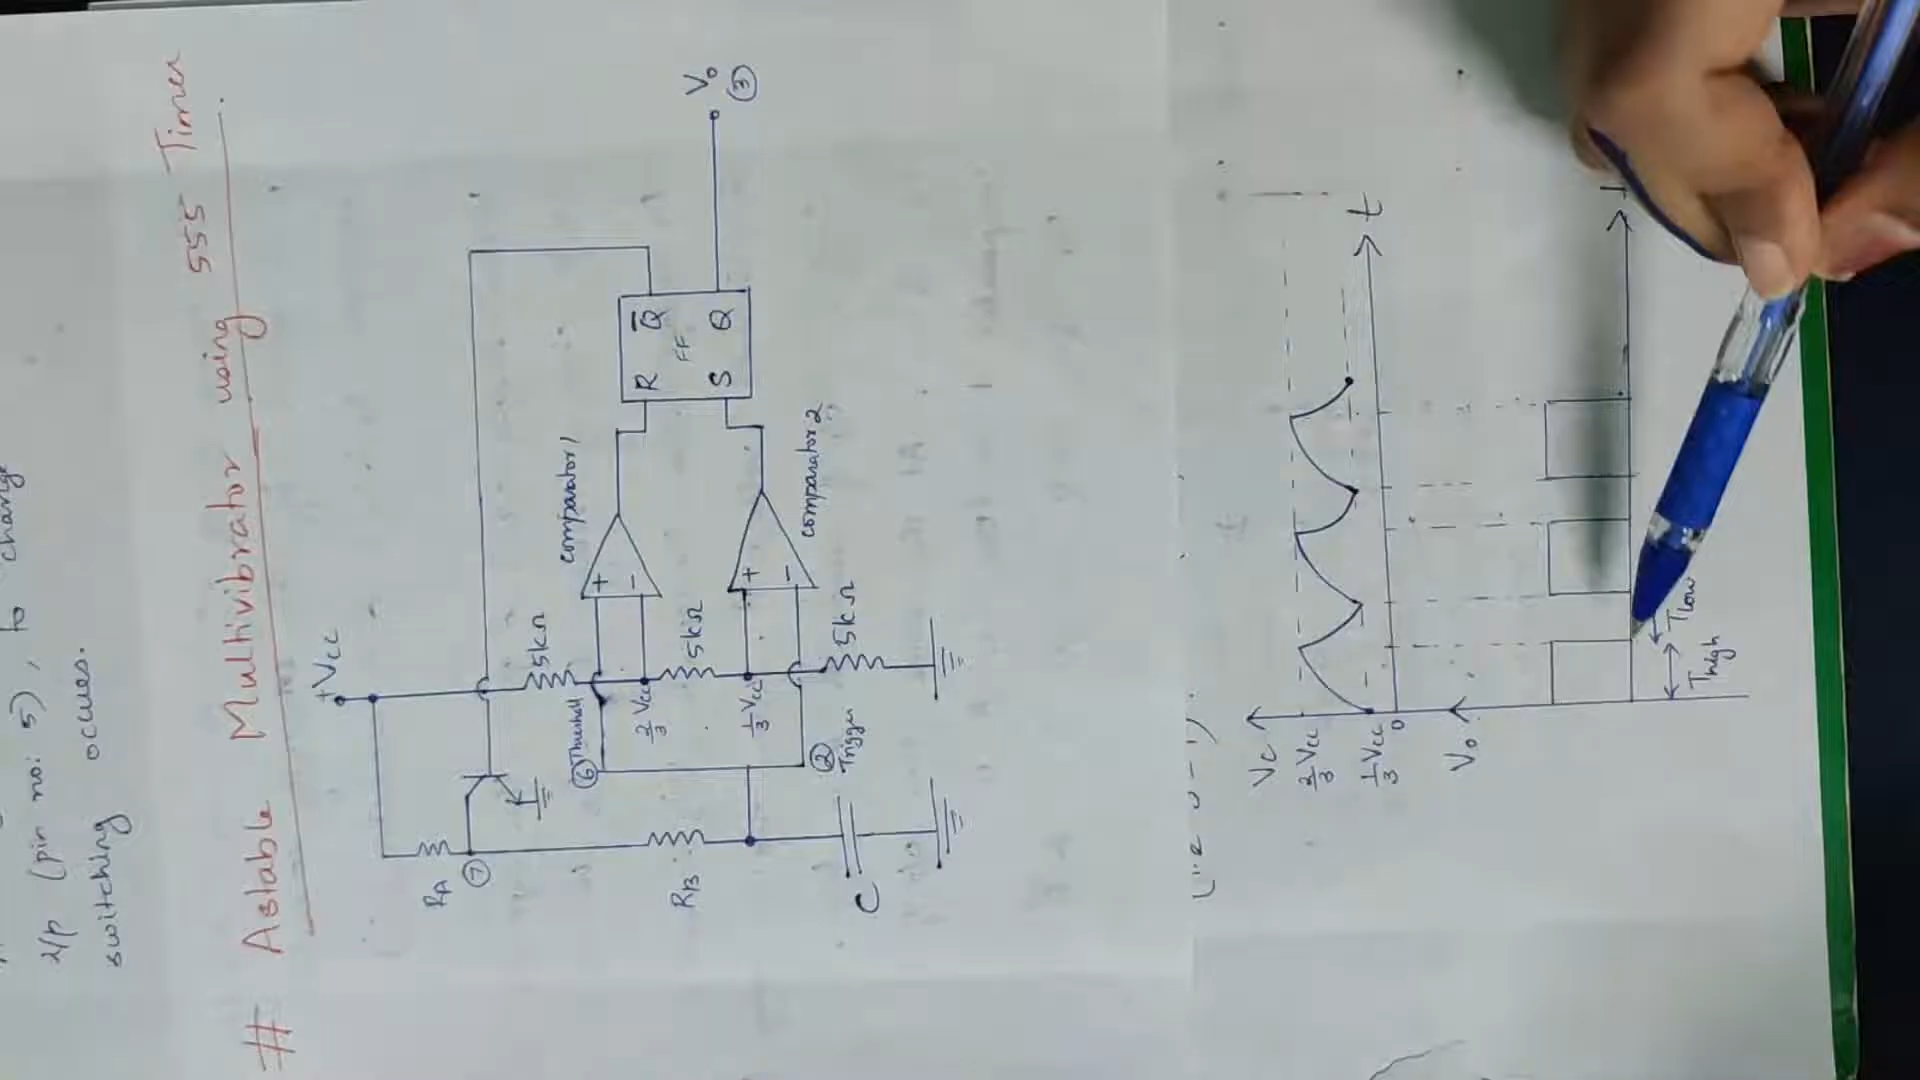 I/p (pin no: 5), to change
switching occurs.
# Astable Multivibrator using 555 Timer
+Vcc
RA
⑦
RB
C
5kΩ
⑥ Threshold
2/3 Vcc
5kΩ
1/3 Vcc
② Trigger
5kΩ
+
-
comparator 1
+
-
comparator 2
R
Q̅
FF
S
Q
Vo
③
Vc
2/3 Vcc
1/3 Vcc
0
t
Vo
Thigh
Tlow